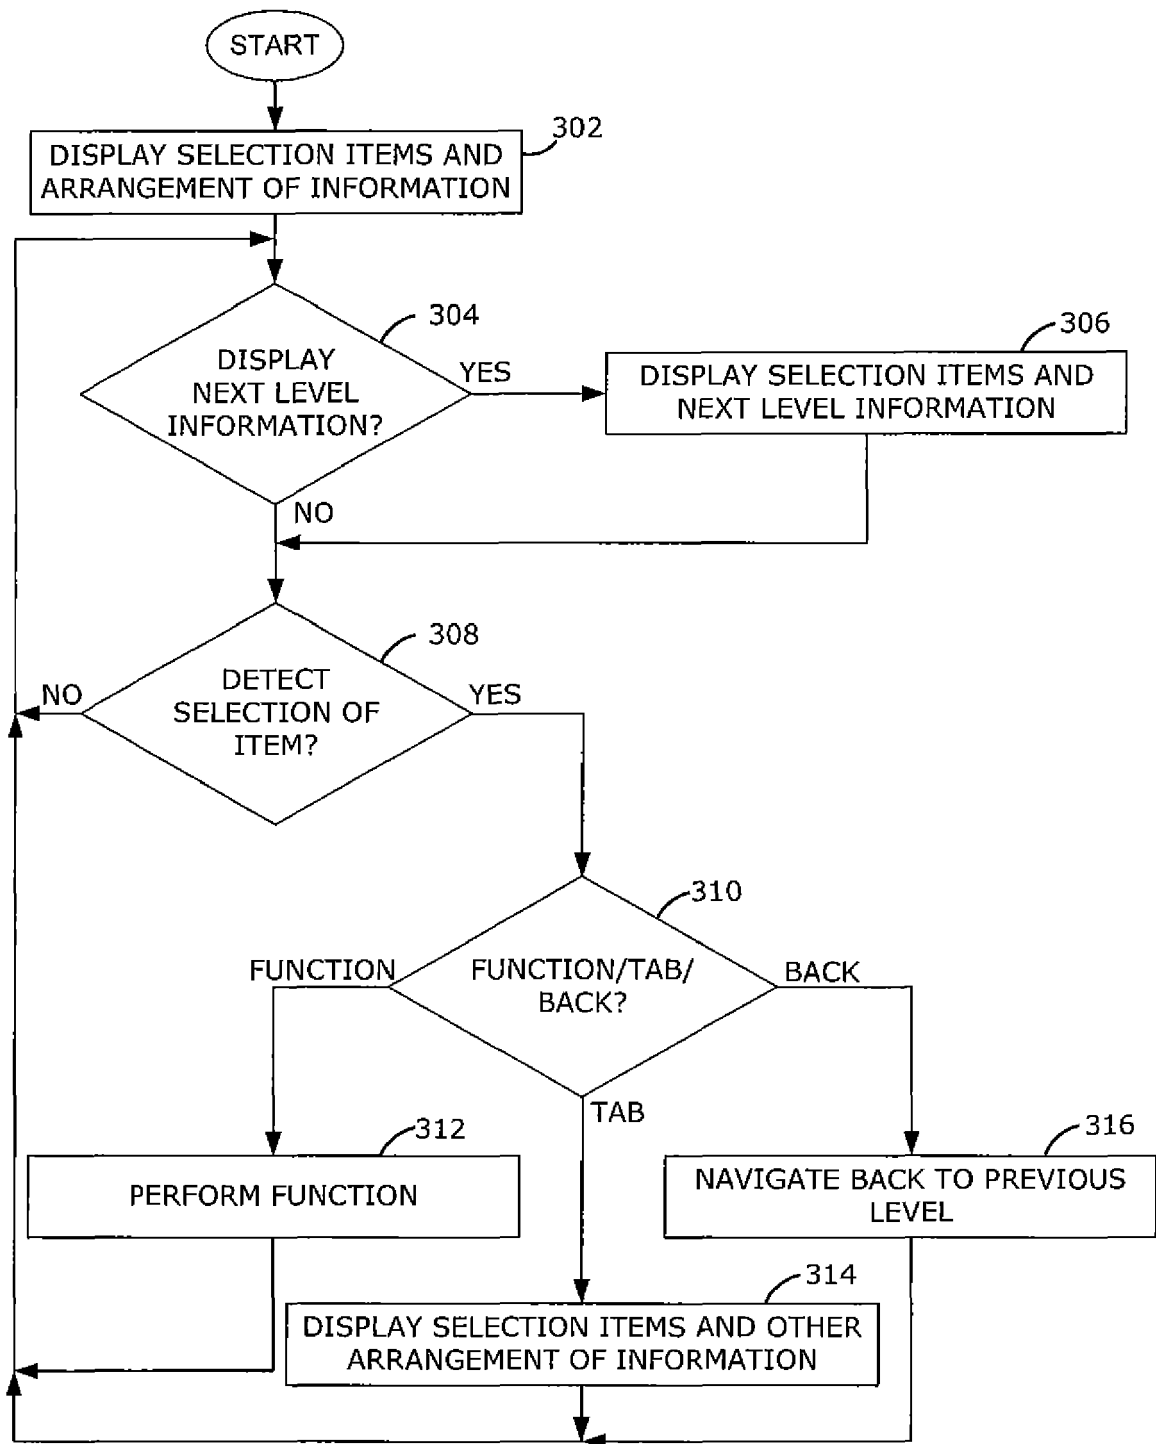 START
302
DISPLAY SELECTION ITEMS AND
ARRANGEMENT OF INFORMATION
304
DISPLAY
NEXT LEVEL
INFORMATION?
YES
306
DISPLAY SELECTION ITEMS AND
NEXT LEVEL INFORMATION
NO
308
DETECT
SELECTION OF
ITEM?
NO
YES
310
FUNCTION/TAB/
BACK?
FUNCTION
BACK
TAB
312
PERFORM FUNCTION
316
NAVIGATE BACK TO PREVIOUS
LEVEL
314
DISPLAY SELECTION ITEMS AND OTHER
ARRANGEMENT OF INFORMATION